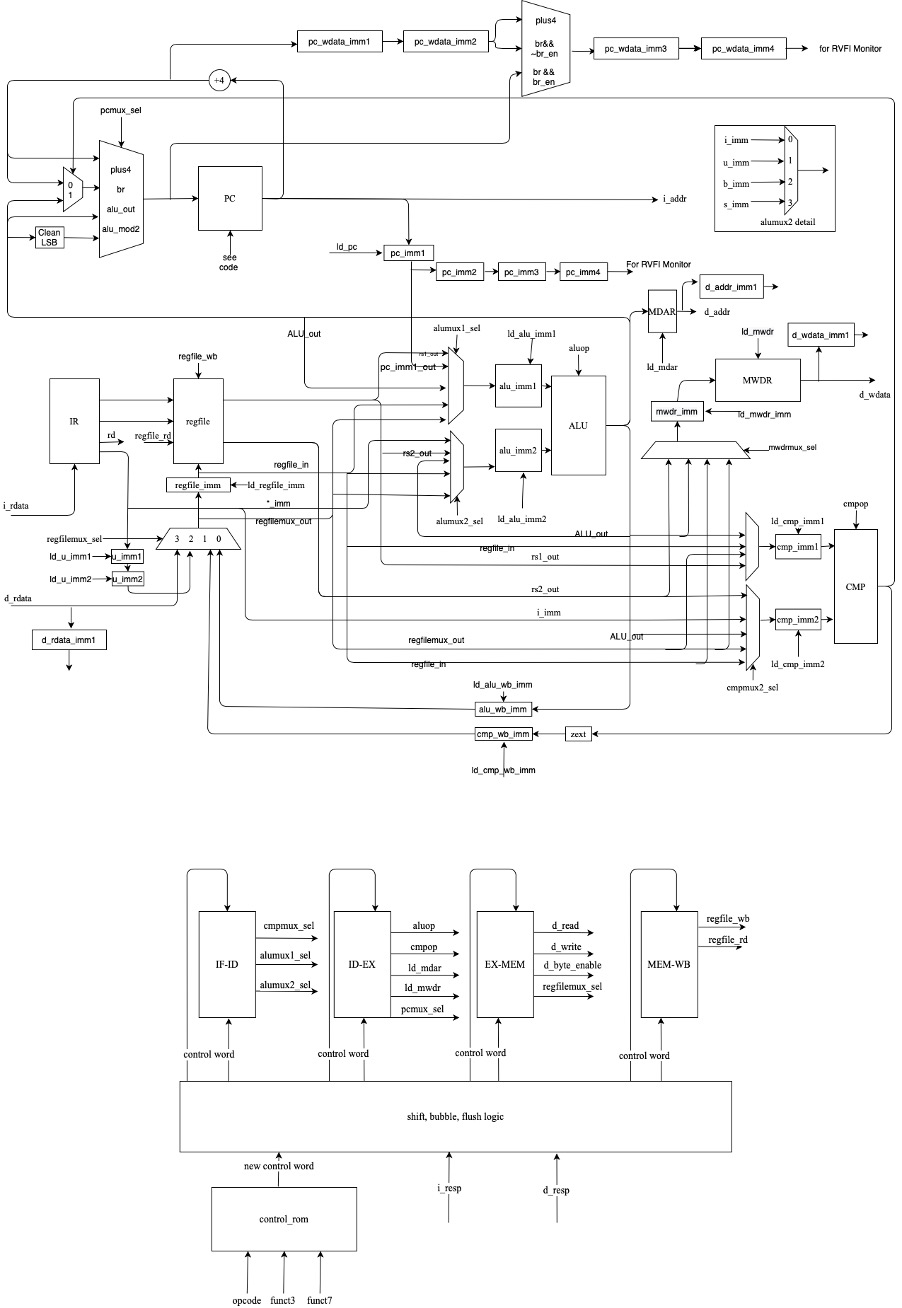 plus4
br&&
~br_en
br &&
br_en
pc_wdata_imm1
pc_wdata_imm2
pc_wdata_imm3
pc_wdata_imm4
for RVFI Monitor
+4
pcmux_sel
plus4
br
alu_out
alu_mod2
0
1
Clean
LSB
PC
see
code
i_addr
i_imm
u_imm
b_imm
s_imm
0
1
2
3
alumux2 detail
ld_pc
pc_imm1
pc_imm2
pc_imm3
pc_imm4
For RVFI Monitor
d_addr_imm1
MDAR
d_addr
ld_mdar
ALU_out
alumux1_sel
ld_alu_imm1
aluop
rs1_out
pc_imm1_out
alu_imm1
ALU
ld_mwdr
d_wdata_imm1
MWDR
d_wdata
mwdr_imm
ld_mwdr_imm
mwdrmux_sel
regfile_wb
IR
regfile
rd
regfile_rd
rs2_out
alu_imm2
regfile_in
regfile_imm
ld_regfile_imm
*_imm
regfilemux_out
alumux2_sel
ld_alu_imm2
i_rdata
regfilemux_sel
3 2 1 0
ld_u_imm1
u_imm1
ld_u_imm2
u_imm2
d_rdata
d_rdata_imm1
ALU_out
regfile_in
rs1_out
rs2_out
i_imm
regfilemux_out
ALU_out
regfile_in
ld_cmp_imm1
cmpop
cmp_imm1
CMP
cmp_imm2
ld_cmp_imm2
cmpmux2_sel
ld_alu_wb_imm
alu_wb_imm
cmp_wb_imm
zext
ld_cmp_wb_imm
IF-ID
cmpmux_sel
alumux1_sel
alumux2_sel
ID-EX
aluop
cmpop
ld_mdar
ld_mwdr
pcmux_sel
EX-MEM
d_read
d_write
d_byte_enable
regfilemux_sel
MEM-WB
regfile_wb
regfile_rd
control word
control word
control word
control word
shift, bubble, flush logic
new control word
i_resp
d_resp
control_rom
opcode
funct3
funct7